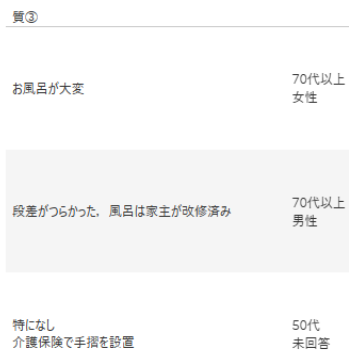 質③
お風呂が大変
70代以上
女性
段差がつらかった，風呂は家主が改修済み
70代以上
男性
特になし
介護保険で手摺を設置
50代
未回答